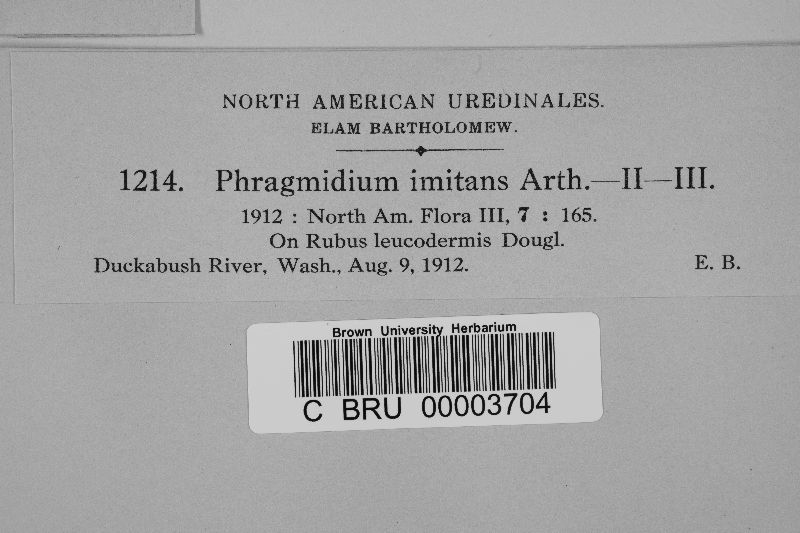 NORTH AMERICAN UREDINALES.
ELAM BARTHOLOMEW.
1214. Phragmidium imitans Arth.—II—III.
1912 : North Am. Flora III, 7 : 165.
On Rubus leucodermis Dougl.
Duckabush River, Wash., Aug. 9, 1912. E. B.
Brown University Herbarium
C BRU 00003704